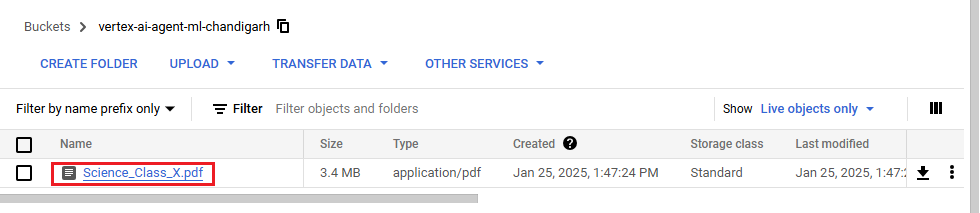 Buckets > vertex-ai-agent-ml-chandigarh
CREATE FOLDER UPLOAD TRANSFER DATA OTHER SERVICES
Filter by name prefix only Filter Filter objects and folders Show Live objects only
Name Size Type Created Storage class Last modified
Science_Class_X.pdf 3.4 MB application/pdf Jan 25, 2025, 1:47:24 PM Standard Jan 25, 2025, 1:47: